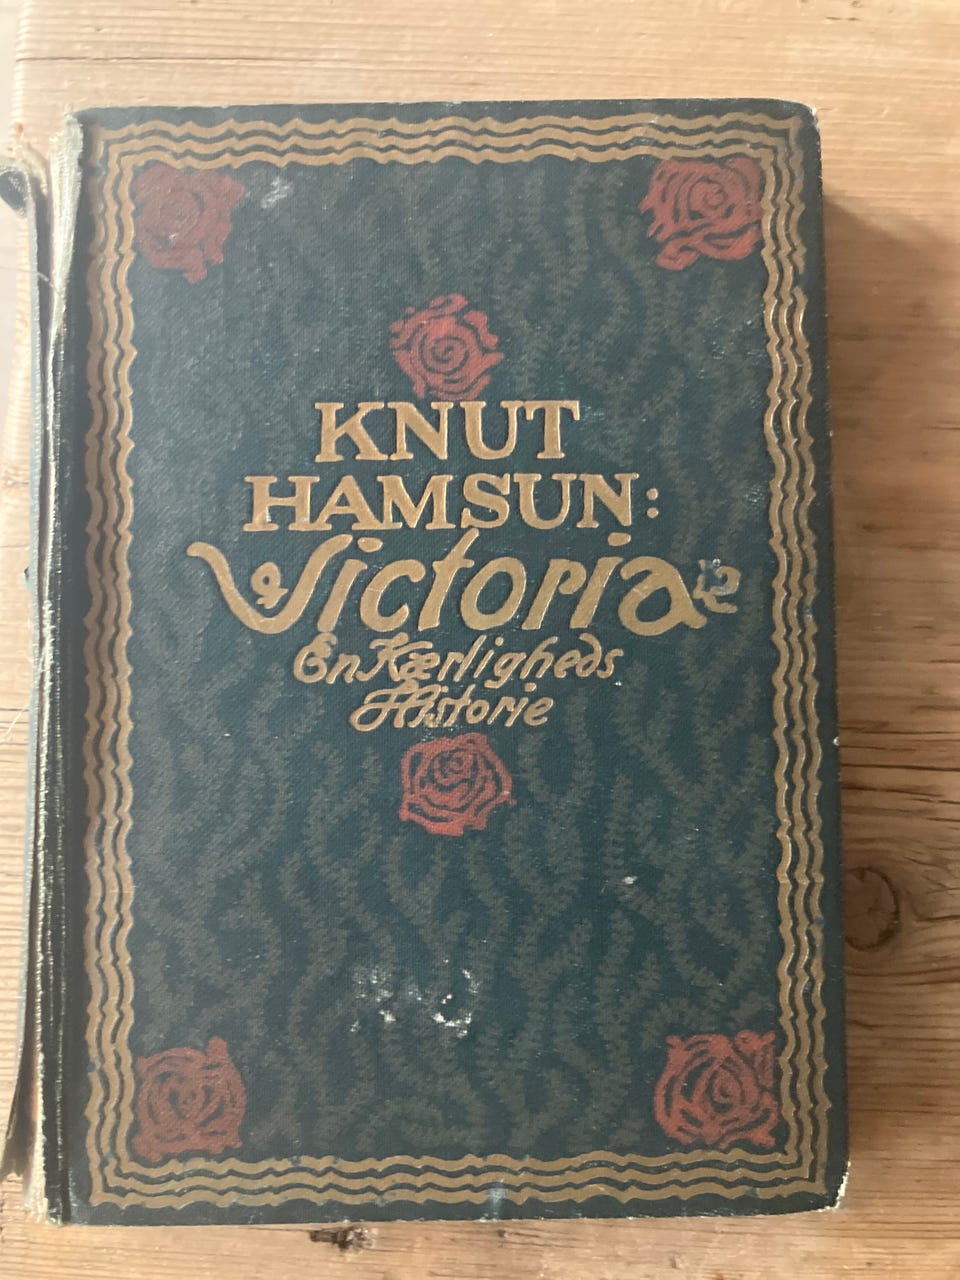 KNUT
HAMSUN:
Victoria
En Kærligheds
Historie